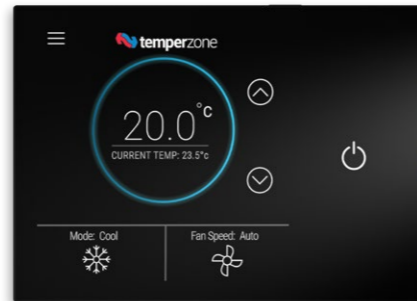 temperzone
20.0°c
CURRENT TEMP: 23.5°c
Mode: Cool
Fan Speed: Auto